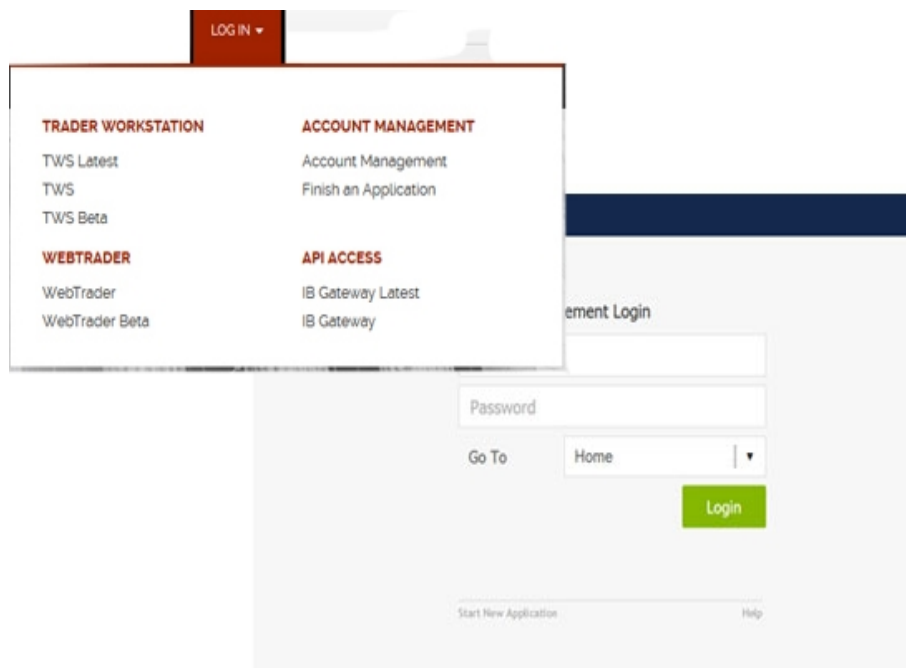 LOG IN
TRADER WORKSTATION
TWS Latest
TWS
TWS Beta
ACCOUNT MANAGEMENT
Account Management
Finish an Application
WEBTRADER
WebTrader
WebTrader Beta
API ACCESS
IB Gateway Latest
IB Gateway
ement Login
Password
Go To Home
Login
Start New Application Help